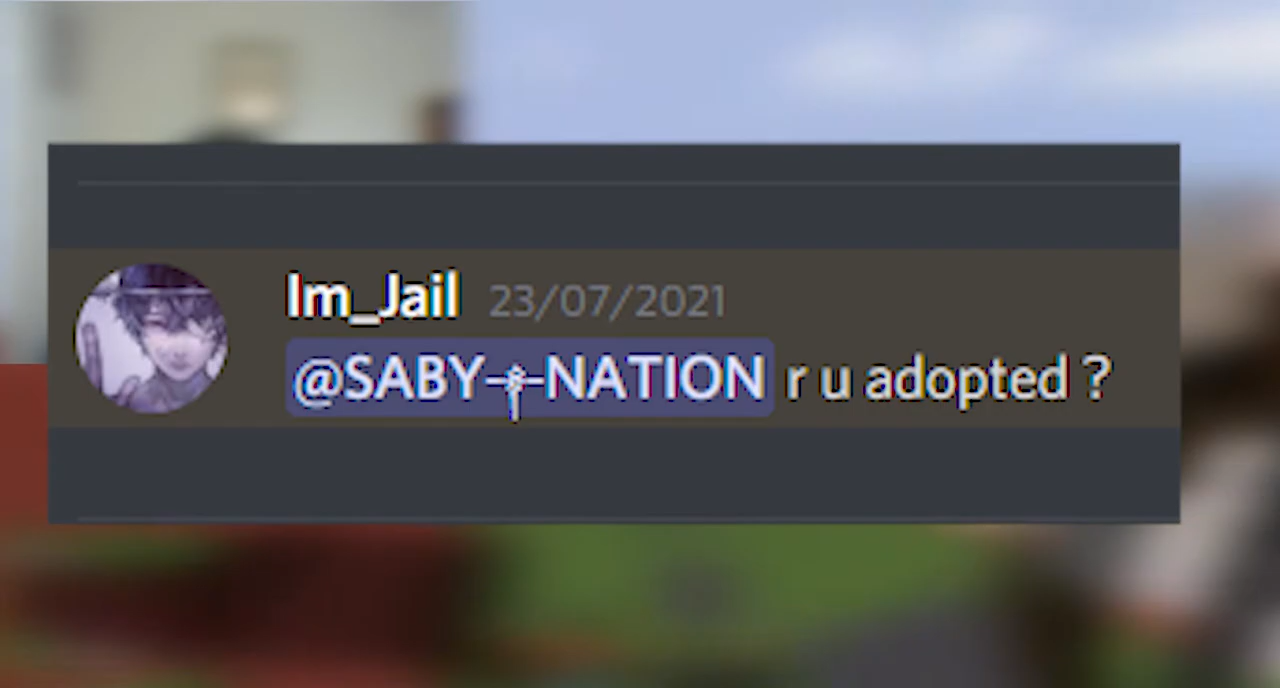 Im_Jail 23/07/2021
@SABY-༒-NATION r u adopted ?